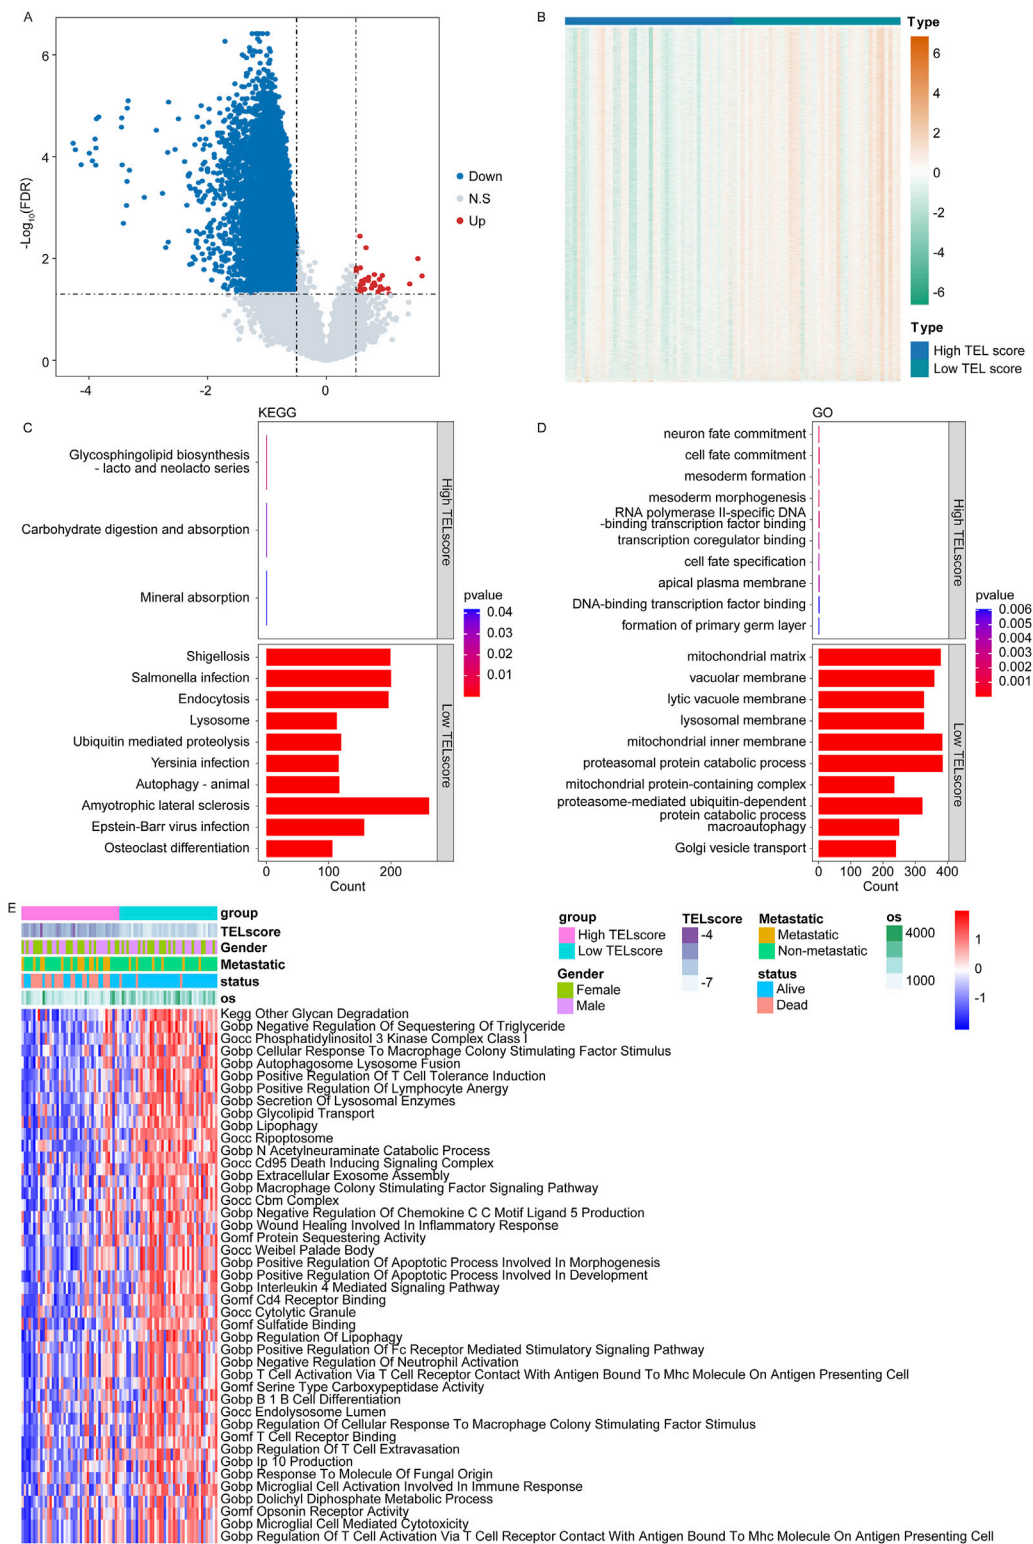 A
6
4
2
0
-Log10(FDR)
-4
-2
0
Down
N.S
Up
B
Type
6
4
2
0
-2
-4
-6
Type
High TEL score
Low TEL score
C
KEGG
Glycosphingolipid biosynthesis
- lacto and neolacto series
Carbohydrate digestion and absorption
Mineral absorption
High TELscore
Shigellosis
Salmonella infection
Endocytosis
Lysosome
Ubiquitin mediated proteolysis
Yersinia infection
Autophagy - animal
Amyotrophic lateral sclerosis
Epstein-Barr virus infection
Osteoclast differentiation
Low TELscore
0 100 200
Count
pvalue
0.04
0.03
0.02
0.01
D
GO
neuron fate commitment
cell fate commitment
mesoderm formation
mesoderm morphogenesis
RNA polymerase II-specific DNA
-binding transcription factor binding
transcription coregulator binding
cell fate specification
apical plasma membrane
DNA-binding transcription factor binding
formation of primary germ layer
High TELscore
mitochondrial matrix
vacuolar membrane
lytic vacuole membrane
lysosomal membrane
mitochondrial inner membrane
proteasomal protein catabolic process
mitochondrial protein-containing complex
proteasome-mediated ubiquitin-dependent
protein catabolic process
macroautophagy
Golgi vesicle transport
Low TELscore
0 100 200 300 400
Count
pvalue
0.006
0.005
0.004
0.003
0.002
0.001
E
group
TELscore
Gender
Metastatic
status
os
group
High TELscore
Low TELscore
Gender
Female
Male
TELscore
-4
-7
Metastatic
Metastatic
Non-metastatic
status
Alive
Dead
os
4000
1000
1
0
-1
Kegg Other Glycan Degradation
Gobp Negative Regulation Of Sequestering Of Triglyceride
Gocc Phosphatidylinositol 3 Kinase Complex Class I
Gobp Cellular Response To Macrophage Colony Stimulating Factor Stimulus
Gobp Autophagosome Lysosome Fusion
Gobp Positive Regulation Of T Cell Tolerance Induction
Gobp Positive Regulation Of Lymphocyte Anergy
Gobp Secretion Of Lysosomal Enzymes
Gobp Glycolipid Transport
Gobp Lipophagy
Gocc Ripoptosome
Gobp N Acetylneuraminate Catabolic Process
Gocc Cd95 Death Inducing Signaling Complex
Gobp Extracellular Exosome Assembly
Gobp Macrophage Colony Stimulating Factor Signaling Pathway
Gocc Cbm Complex
Gobp Negative Regulation Of Chemokine C C Motif Ligand 5 Production
Gobp Wound Healing Involved In Inflammatory Response
Gomf Protein Sequestering Activity
Gocc Weibel Palade Body
Gobp Positive Regulation Of Apoptotic Process Involved In Morphogenesis
Gobp Positive Regulation Of Apoptotic Process Involved In Development
Gobp Interleukin 4 Mediated Signaling Pathway
Gomf Cd4 Receptor Binding
Gocc Cytolytic Granule
Gomf Sulfatide Binding
Gobp Regulation Of Lipophagy
Gobp Positive Regulation Of Fc Receptor Mediated Stimulatory Signaling Pathway
Gobp Negative Regulation Of Neutrophil Activation
Gobp T Cell Activation Via T Cell Receptor Contact With Antigen Bound To Mhc Molecule On Antigen Presenting Cell
Gomf Serine Type Carboxypeptidase Activity
Gobp B 1 B Cell Differentiation
Gocc Endolysosome Lumen
Gobp Regulation Of Cellular Response To Macrophage Colony Stimulating Factor Stimulus
Gomf T Cell Receptor Binding
Gobp Regulation Of T Cell Extravasation
Gobp Ip 10 Production
Gobp Response To Molecule Of Fungal Origin
Gobp Microglial Cell Activation Involved In Immune Response
Gobp Dolichyl Diphosphate Metabolic Process
Gomf Opsonin Receptor Activity
Gobp Microglial Cell Mediated Cytotoxicity
Gobp Regulation Of T Cell Activation Via T Cell Receptor Contact With Antigen Bound To Mhc Molecule On Antigen Presenting Cell